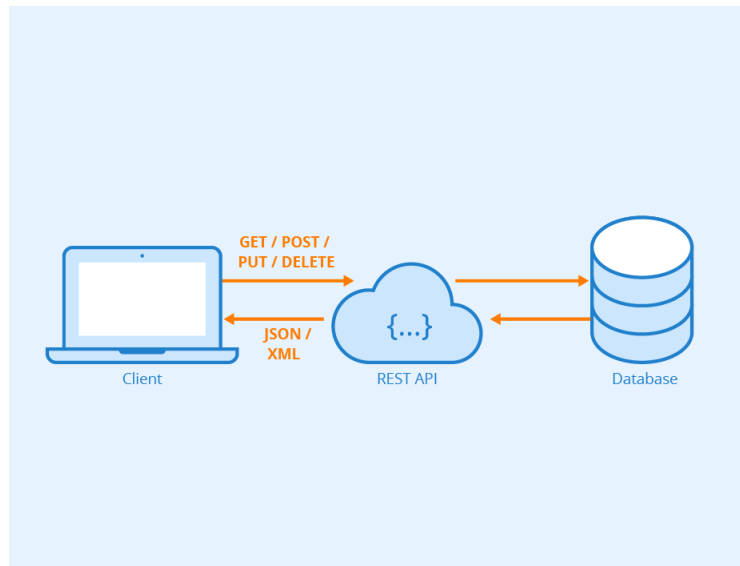 GET / POST /
PUT / DELETE
{...}
JSON /
XML
Client
REST API
Database